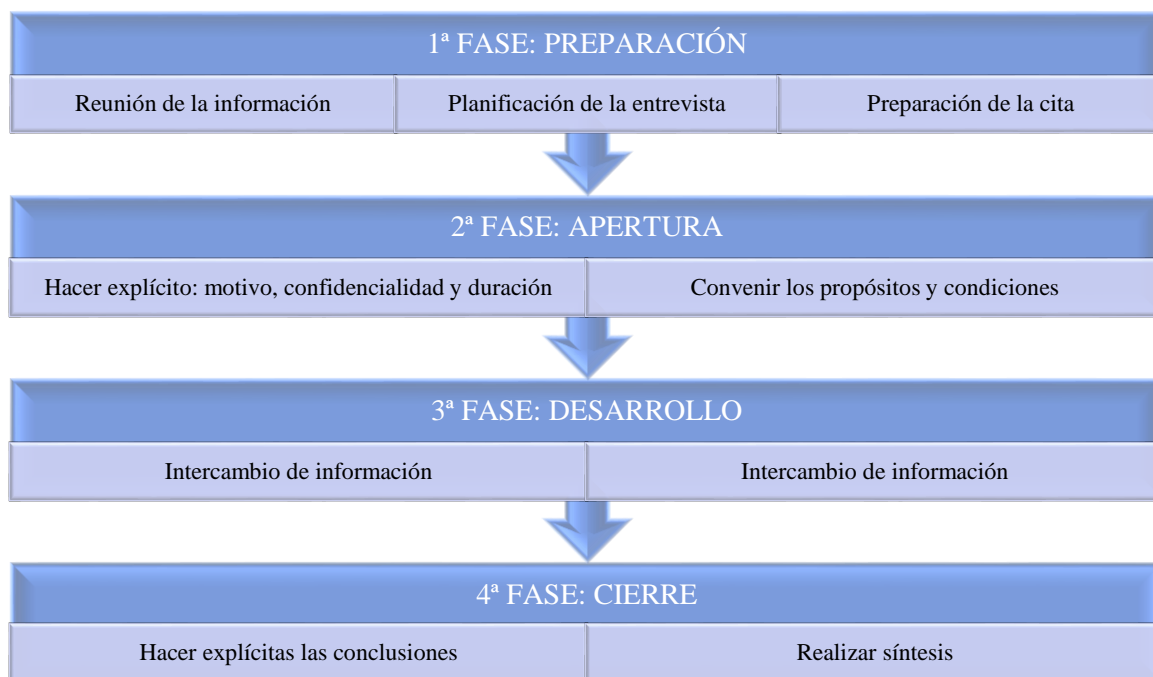 1ª FASE: PREPARACIÓN
Reunión de la información
Planificación de la entrevista
Preparación de la cita
2ª FASE: APERTURA
Hacer explícito: motivo, confidencialidad y duración
Convenir los propósitos y condiciones
3ª FASE: DESARROLLO
Intercambio de información
Intercambio de información
4ª FASE: CIERRE
Hacer explícitas las conclusiones
Realizar síntesis